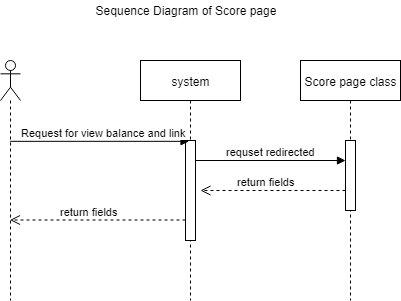 Sequence Diagram of Score page
system
Score page class
Request for view balance and link
requset redirected
return fields
return fields